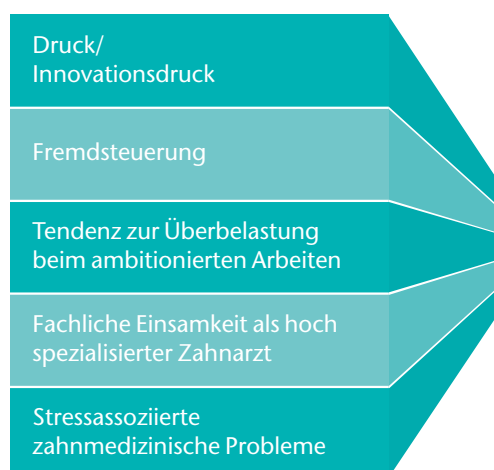 Druck/
Innovationsdruck
Fremdsteuerung
Tendenz zur Überbelastung
beim ambitionierten Arbeiten
Fachliche Einsamkeit als hoch
spezialisierter Zahnarzt
Stressassoziierte
zahnmedizinische Probleme